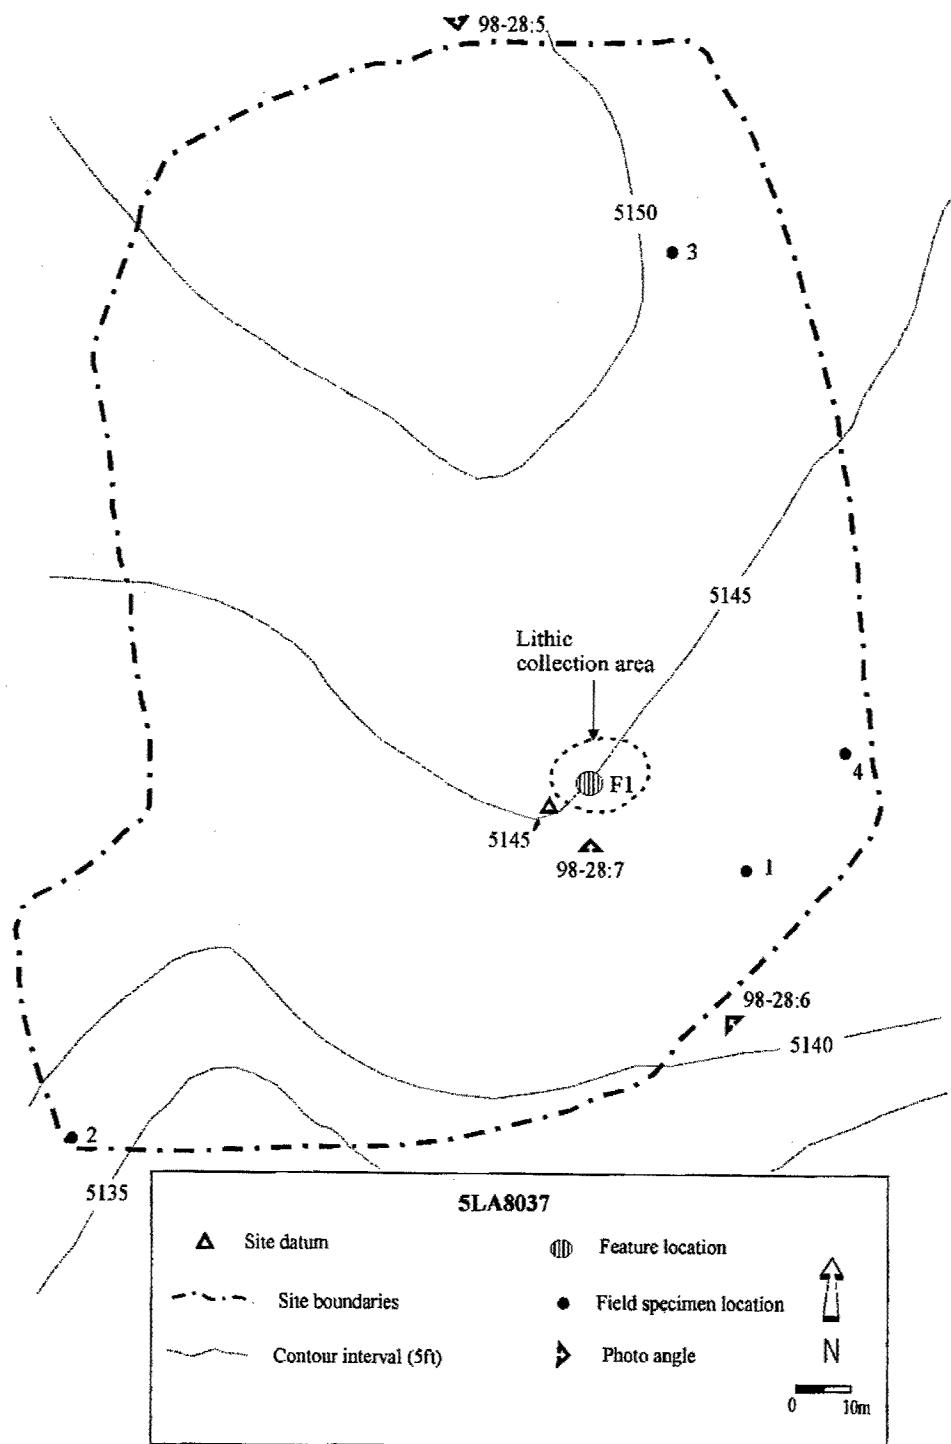 98-28:5
5150
3
5145
Lithic
collection area
4
F1
5145
98-28:7
1
98-28:6
5140
2
5135
5LA8037
Site datum
Feature location
Site boundaries
Field specimen location
Contour interval (5ft)
Photo angle
N
0 10m